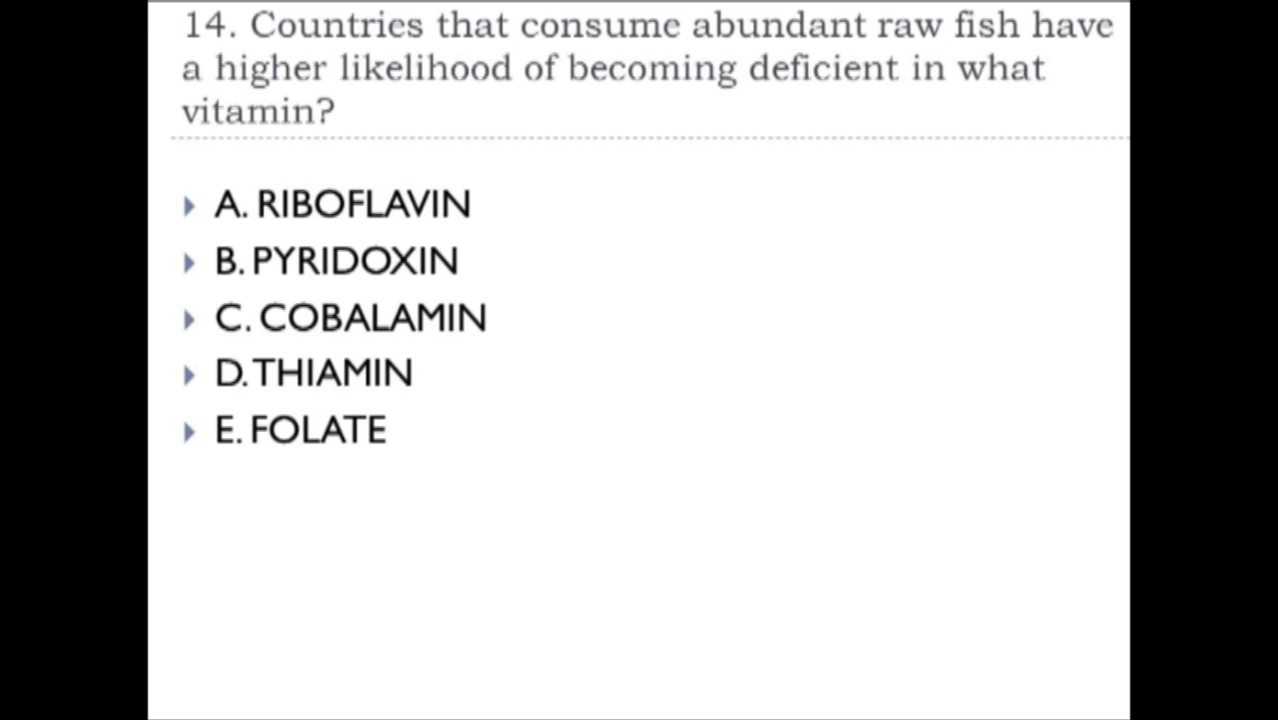 14. Countries that consume abundant raw fish have
a higher likelihood of becoming deficient in what
vitamin?
A. RIBOFLAVIN
B. PYRIDOXIN
C. COBALAMIN
D. THIAMIN
E. FOLATE